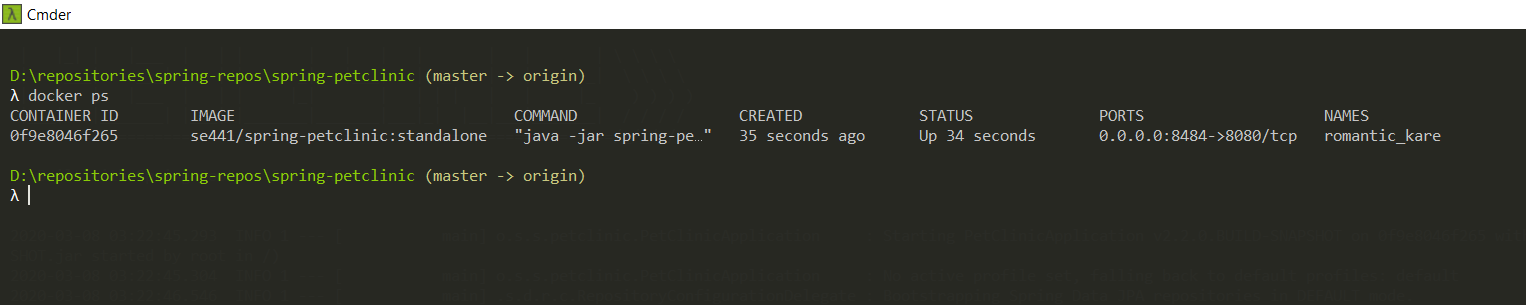 λ Cmder
D:\repositories\spring-repos\spring-petclinic (master -> origin)
λ docker ps
CONTAINER ID IMAGE COMMAND CREATED STATUS PORTS NAMES
0f9e8046f265 se441/spring-petclinic:standalone "java -jar spring-pe…" 35 seconds ago Up 34 seconds 0.0.0.0:8484->8080/tcp romantic_kare
D:\repositories\spring-repos\spring-petclinic (master -> origin)
λ